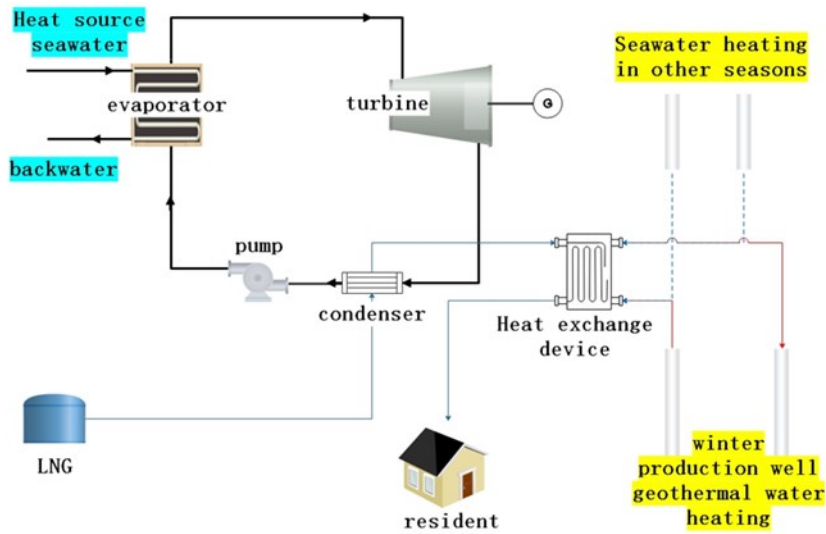 Heat source
seawater
evaporator
backwater
turbine
G
Seawater heating
in other seasons
pump
condenser
Heat exchange
device
LNG
resident
winter
production well
geothermal water
heating